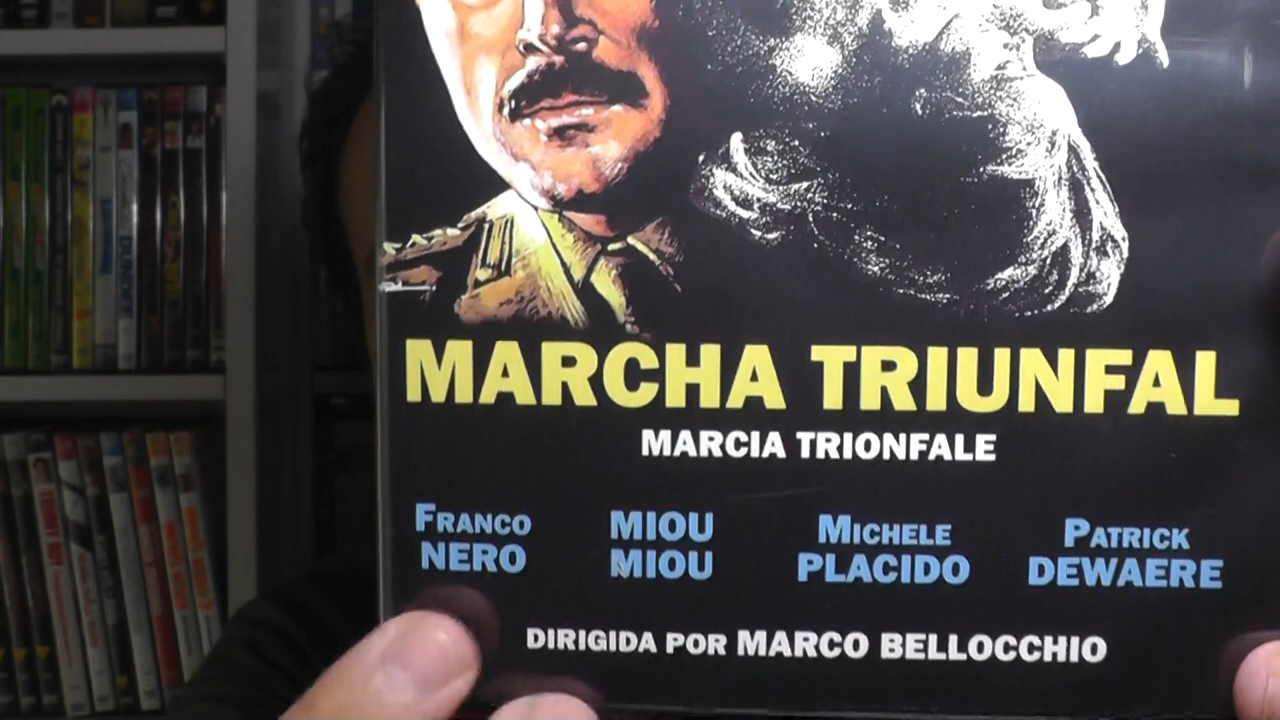 MARCHA TRIUNFAL
MARCIA TRIONFALE
FRANCO NERO
MIOU MIOU
MICHELE PLACIDO
PATRICK DEWAERE
DIRIGIDA POR MARCO BELLOCCHIO